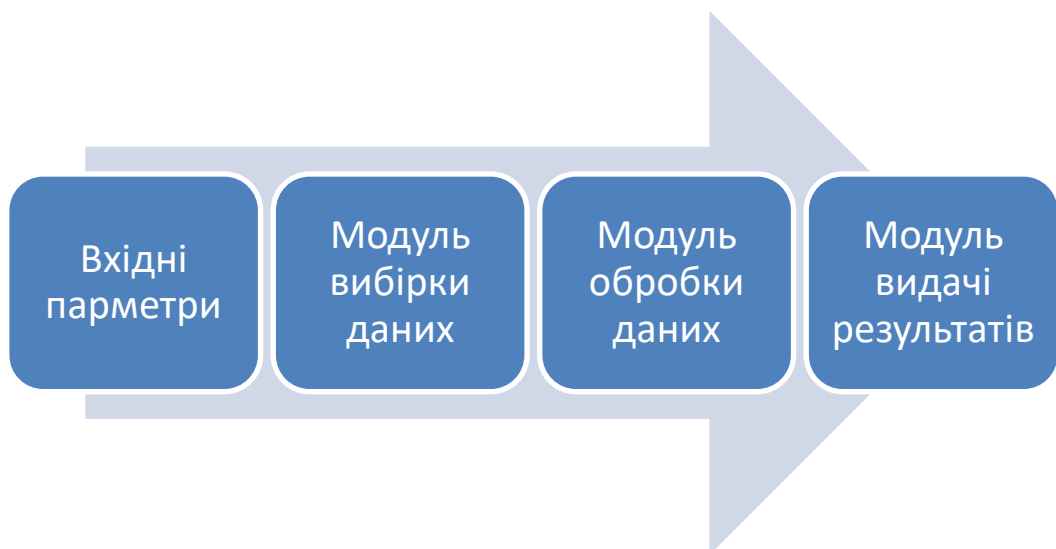 Вхідні
парметри
Модуль
вибірки
даних
Модуль
обробки
даних
Модуль
видачі
результатів